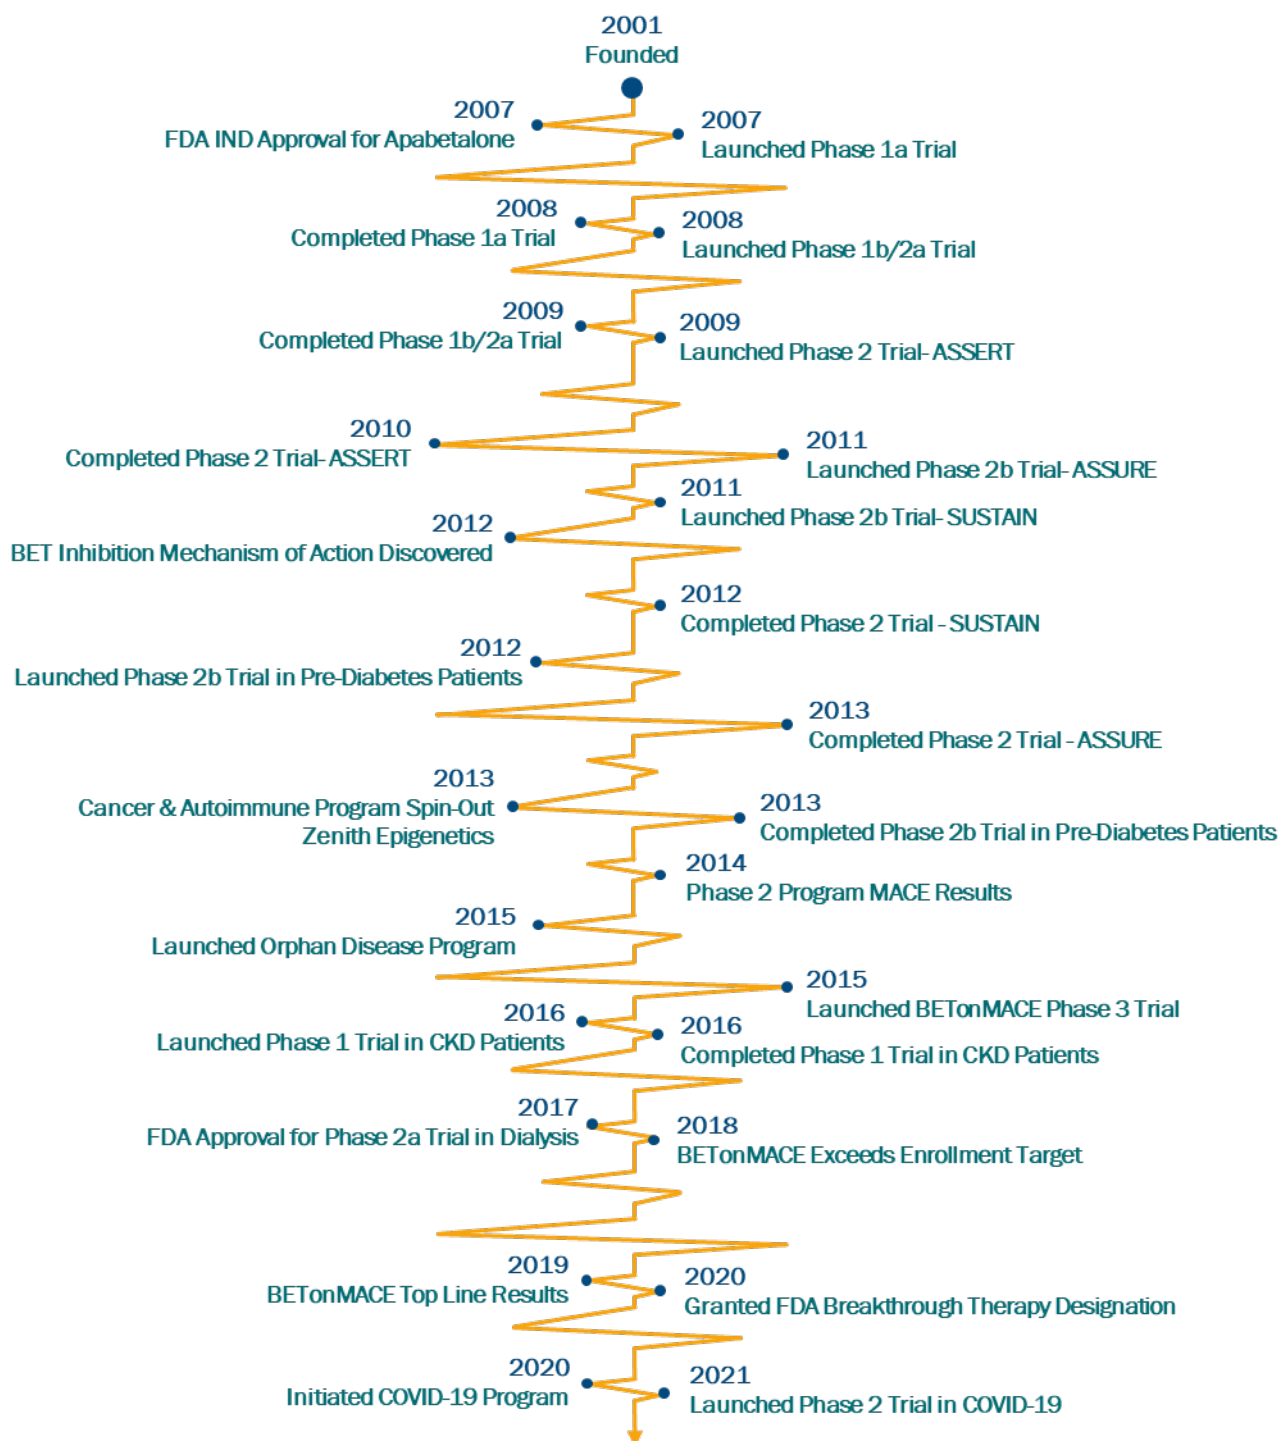 2001
Founded
2007
FDA IND Approval for Apabetalone
2007
Launched Phase 1a Trial
2008
Completed Phase 1a Trial
2008
Launched Phase 1b/2a Trial
2009
Completed Phase 1b/2a Trial
2009
Launched Phase 2 Trial- ASSERT
2010
Completed Phase 2 Trial- ASSERT
2011
Launched Phase 2b Trial- ASSURE
2011
Launched Phase 2b Trial- SUSTAIN
2012
BET Inhibition Mechanism of Action Discovered
2012
Completed Phase 2 Trial - SUSTAIN
2012
Launched Phase 2b Trial in Pre-Diabetes Patients
2013
Completed Phase 2 Trial - ASSURE
2013
Cancer & Autoimmune Program Spin-Out
Zenith Epigenetics
2013
Completed Phase 2b Trial in Pre-Diabetes Patients
2014
Phase 2 Program MACE Results
2015
Launched Orphan Disease Program
2015
Launched BETonMACE Phase 3 Trial
2016
Launched Phase 1 Trial in CKD Patients
2016
Completed Phase 1 Trial in CKD Patients
2017
FDA Approval for Phase 2a Trial in Dialysis
2018
BETonMACE Exceeds Enrollment Target
2019
BETonMACE Top Line Results
2020
Granted FDA Breakthrough Therapy Designation
2020
Initiated COVID-19 Program
2021
Launched Phase 2 Trial in COVID-19